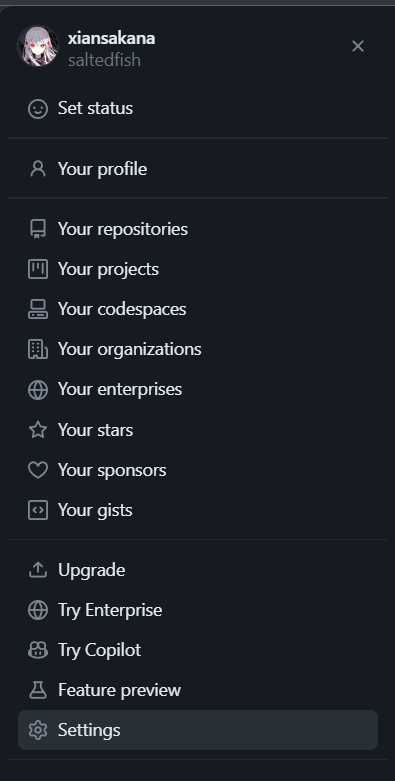 xiansakana
saltedfish
Set status
Your profile
Your repositories
Your projects
Your codespaces
Your organizations
Your enterprises
Your stars
Your sponsors
Your gists
Upgrade
Try Enterprise
Try Copilot
Feature preview
Settings